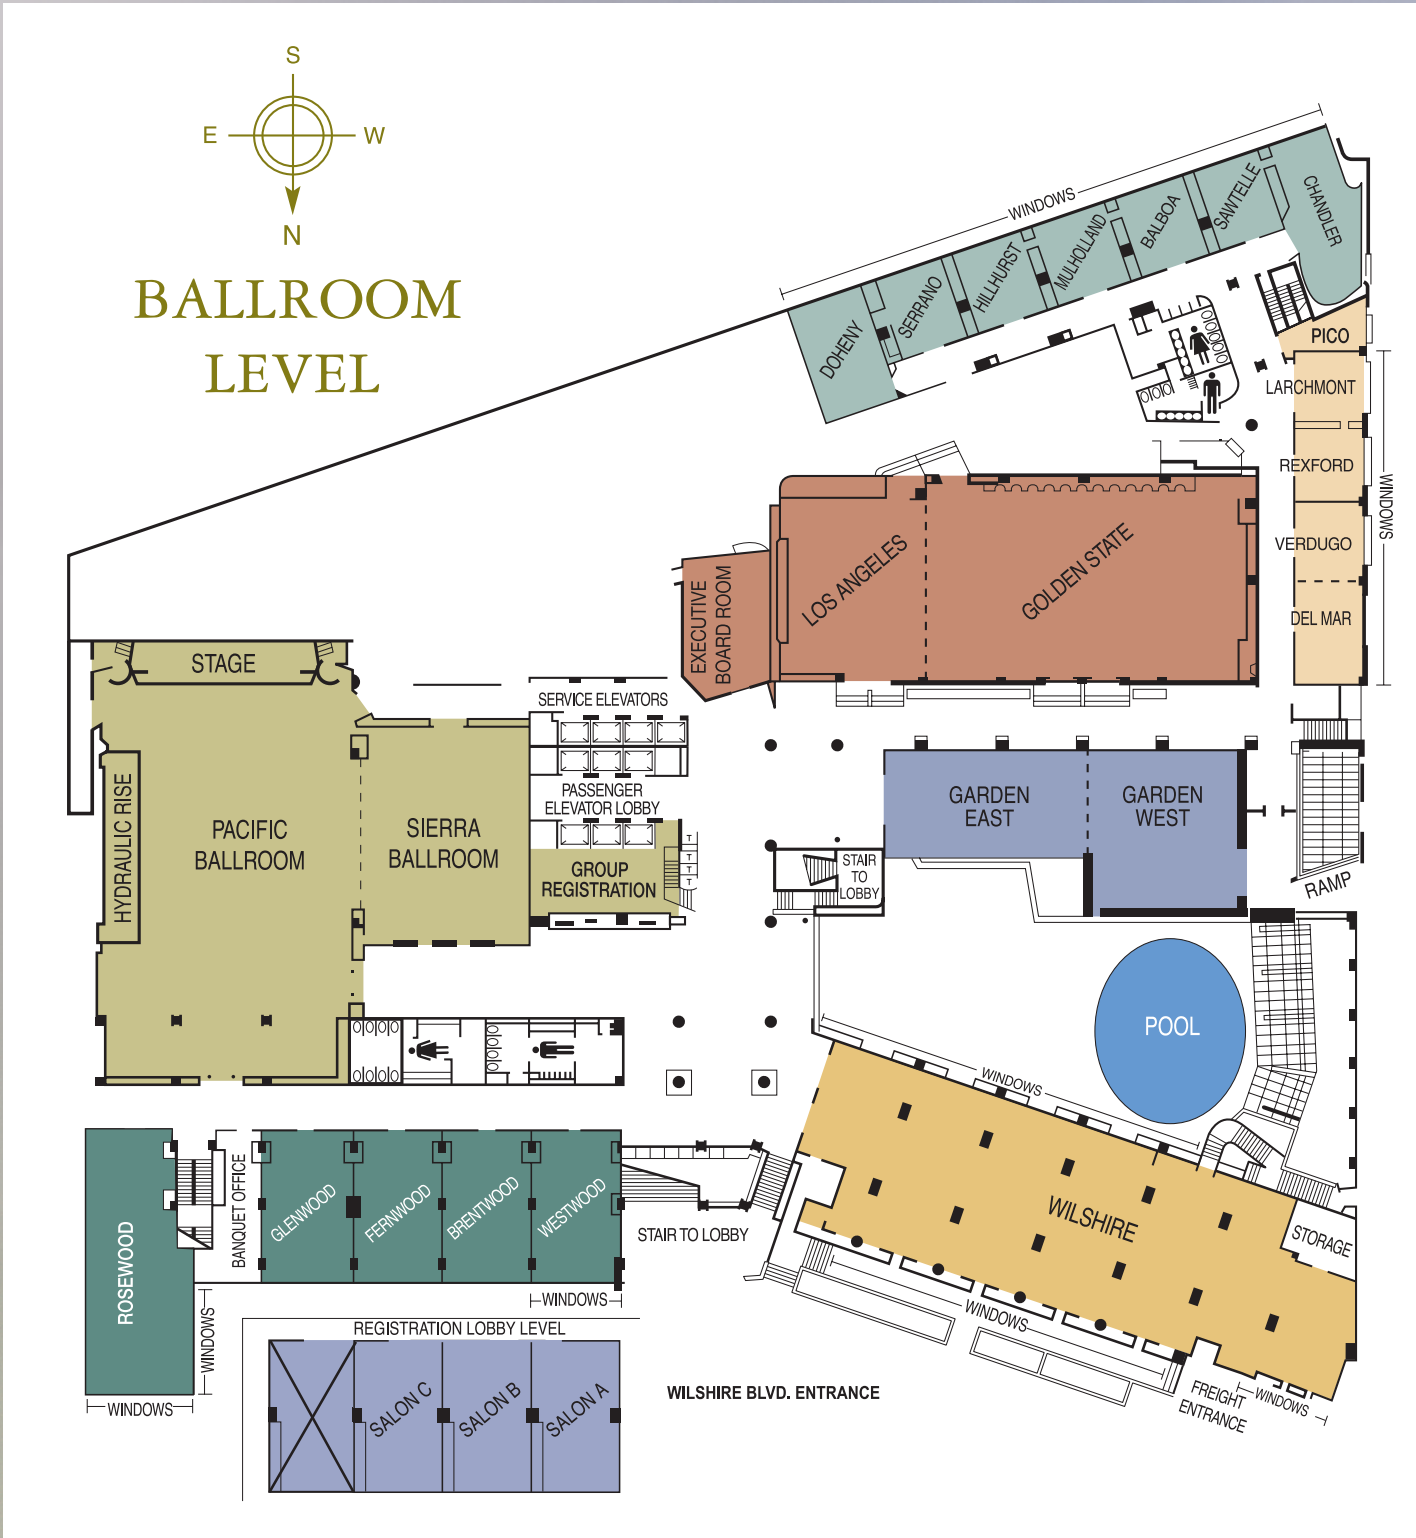 S
E
W
N
BALLROOM
LEVEL
WINDOWS
DOHENY
SERRANO
HILLHURST
MULHOLLAND
BALBOA
SAWTELLE
CHANDLER
PICO
LARCHMONT
REXFORD
VERDUGO
DEL MAR
WINDOWS
LOS ANGELES
GOLDEN STATE
EXECUTIVE
BOARD ROOM
STAGE
HYDRAULIC RISE
PACIFIC
BALLROOM
SIERRA
BALLROOM
SERVICE ELEVATORS
PASSENGER
ELEVATOR LOBBY
GROUP
REGISTRATION
T
T
T
T
GARDEN
EAST
GARDEN
WEST
STAIR
TO
LOBBY
RAMP
POOL
WINDOWS
WILSHIRE
STORAGE
WINDOWS
FREIGHT
ENTRANCE
WINDOWS
ROSEWOOD
BANQUET OFFICE
GLENWOOD
FERNWOOD
BRENTWOOD
WESTWOOD
STAIR TO LOBBY
WINDOWS
WINDOWS
WINDOWS
REGISTRATION LOBBY LEVEL
SALON C
SALON B
SALON A
WILSHIRE BLVD. ENTRANCE